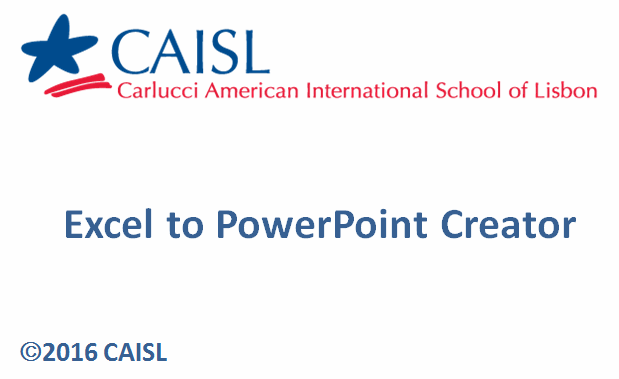 CAISL
Carlucci American International School of Lisbon
Excel to PowerPoint Creator
©2016 CAISL